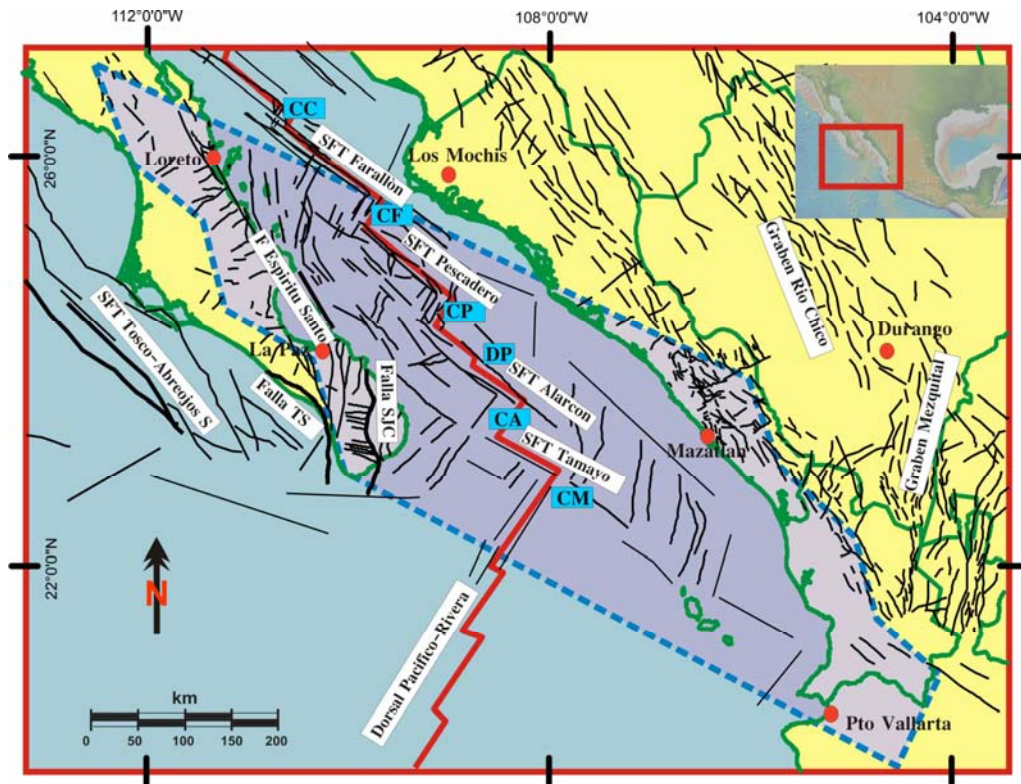 112°0'0"W
108°0'0"W
104°0'0"W
26°0'0"N
22°0'0"N
CC
SFT Farallón
Loreto
Los Mochis
CF
SFT Pescadero
F Espiritu Santo
Graben Rio Chico
CP
SFT Tosco-Abreojos S
La Paz
DP
Durango
SFT Alarcon
Falla TS
Falla SJC
CA
SFT Tamayo
Mazatlan
Graben Mezquital
CM
N
Dorsal Pacifico-Rivera
km
0 50 100 150 200
Pto Vallarta